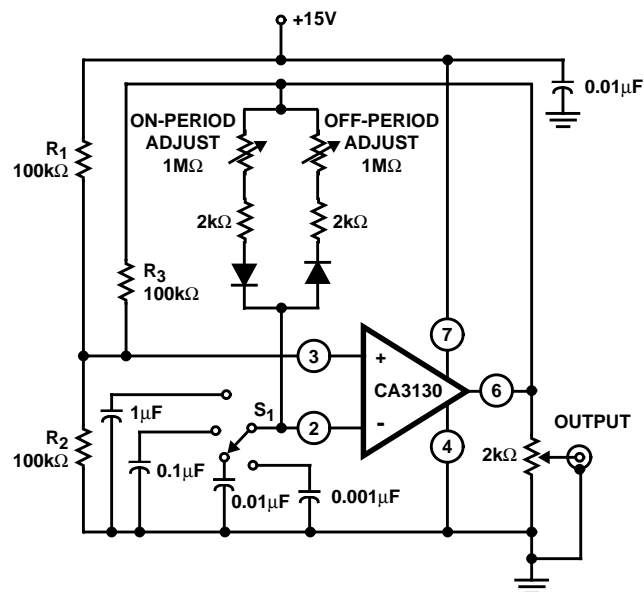 +15V
0.01μF
ON-PERIOD
ADJUST
1MΩ
OFF-PERIOD
ADJUST
1MΩ
R1
100kΩ
2kΩ
2kΩ
R3
100kΩ
7
3
+
CA3130
6
1μF
S1
2
-
4
OUTPUT
R2
100kΩ
0.1μF
2kΩ
0.01μF
0.001μF